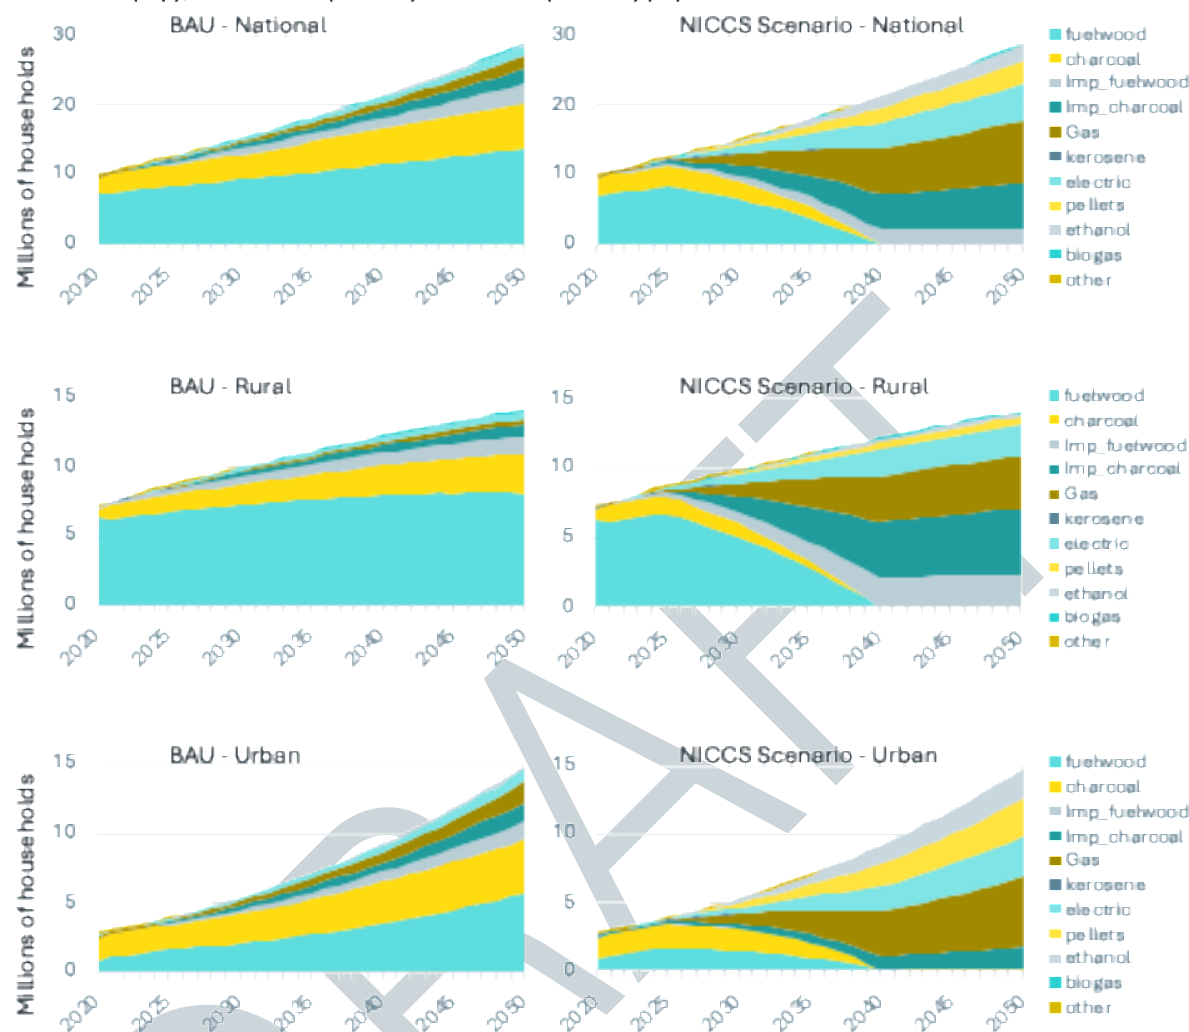 BAU - National
Millions of households
30
20
10
0
2020 2025 2030 2035 2040 2045 2050
NICCS Scenario - National
30
20
10
0
2020 2025 2030 2035 2040 2045 2050
fuelwood
charcoal
Imp_fuelwood
Imp_charcoal
Gas
kerosene
electric
pellets
ethanol
biogas
other
BAU - Rural
Millions of households
15
10
5
0
2020 2025 2030 2035 2040 2045 2050
NICCS Scenario - Rural
15
10
5
0
2020 2025 2030 2035 2040 2045 2050
fuelwood
charcoal
Imp_fuelwood
Imp_charcoal
Gas
kerosene
electric
pellets
ethanol
biogas
other
BAU - Urban
Millions of households
15
10
5
0
2020 2025 2030 2035 2040 2045 2050
NICCS Scenario - Urban
15
10
5
0
2020 2025 2030 2035 2040 2045 2050
fuelwood
charcoal
Imp_fuelwood
Imp_charcoal
Gas
kerosene
electric
pellets
ethanol
biogas
other